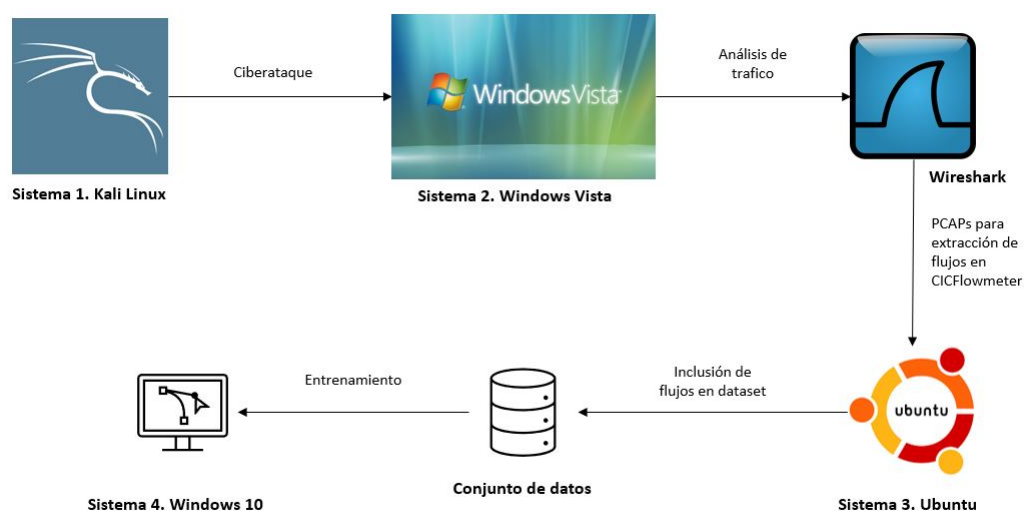 Ciberataque
Análisis de
trafico
WindowsVista
Sistema 1. Kali Linux
Sistema 2. Windows Vista
Wireshark
PCAPs para
extracción de
flujos en
CICFlowmeter
Entrenamiento
Inclusión de
flujos en dataset
ubuntu
Conjunto de datos
Sistema 4. Windows 10
Sistema 3. Ubuntu